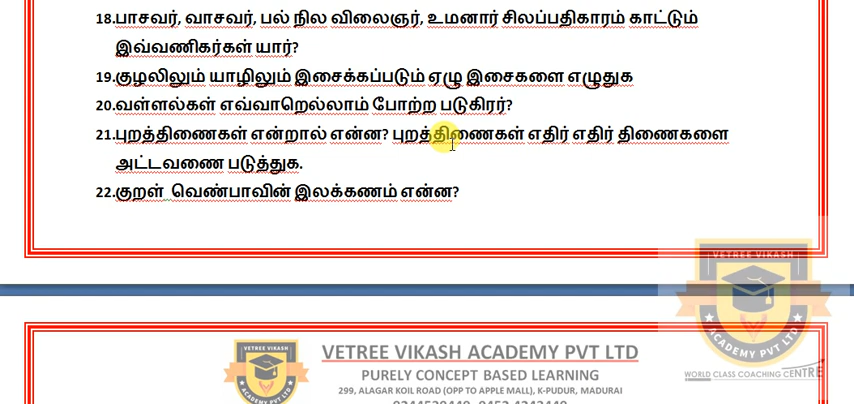 18.பாசவர், வாசவர், பல் நில விலைஞர், உமனார் சிலப்பதிகாரம் காட்டும்
இவ்வணிகர்கள் யார்?
19.குழலிலும் யாழிலும் இசைக்கப்படும் ஏழு இசைகளை எழுதுக
20.வள்ளல்கள் எவ்வாறெல்லாம் போற்ற படுகிரர்?
21.புறத்திணைகள் என்றால் என்ன? புறத்திணைகள் எதிர் எதிர் திணைகளை
அட்டவணை படுத்துக.
22.குறள் வெண்பாவின் இலக்கணம் என்ன?
VETREE VIKASH
ACADEMY PVT LTD
WORLD CLASS COACHING CENTRE
VETREE VIKASH
VETREE VIKASH ACADEMY PVT LTD
PURELY CONCEPT BASED LEARNING
299, ALAGAR KOIL ROAD (OPP TO APPLE MALL), K-PUDUR, MADURAI